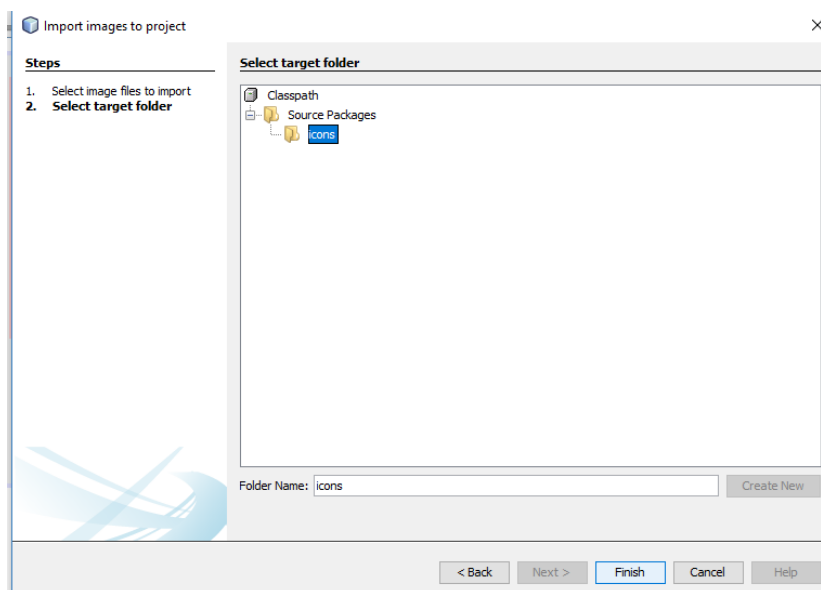 Import images to project
Steps
1. Select image files to import
2. Select target folder
Select target folder
Classpath
Source Packages
icons
Folder Name: icons
Create New
< Back Next > Finish Cancel Help